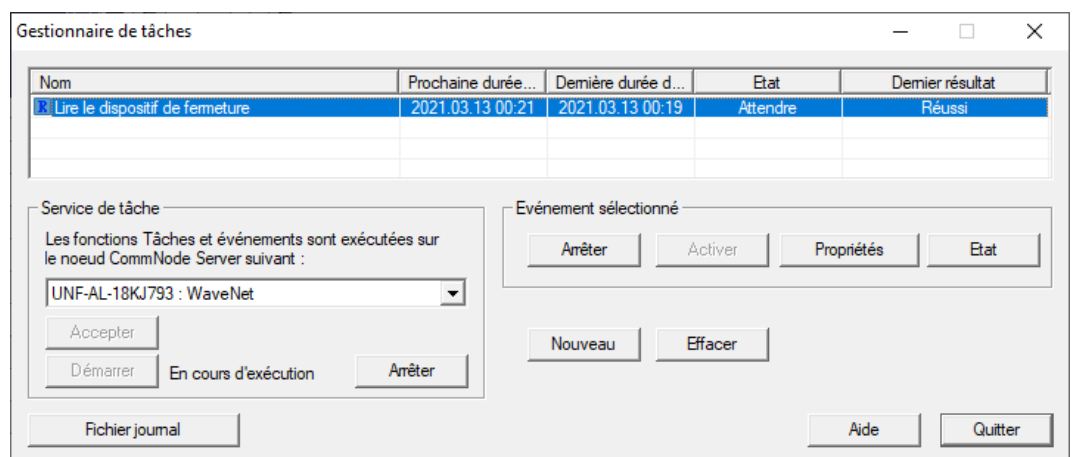 Gestionnaire de tâches
Nom Prochaine durée... Dernière durée d... Etat Dernier résultat
R Lire le dispositif de fermeture 2021.03.13 00:21 2021.03.13 00:19 Attendre Réussi
Service de tâche
Les fonctions Tâches et événements sont exécutées sur
le noeud CommNode Server suivant :
UNF-AL-18KJ793 : WaveNet
Accepter
Démarrer En cours d'exécution Arrêter
Evénement sélectionné
Arrêter Activer Propriétés Etat
Nouveau Effacer
Fichier journal Aide Quitter